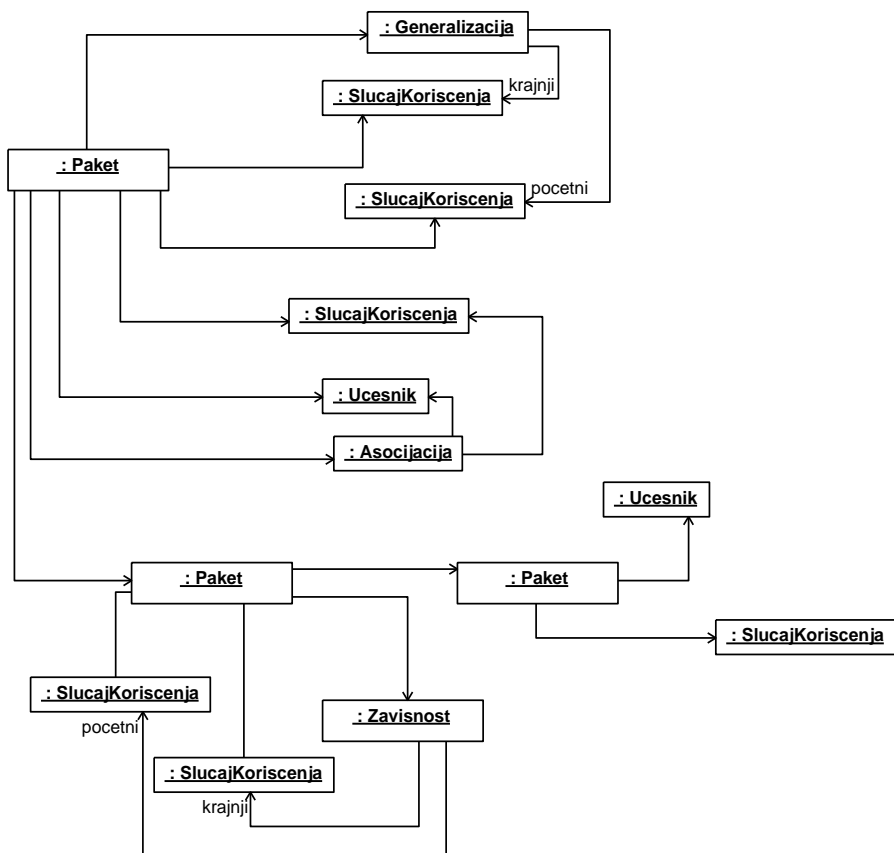 : Generalizacija
krajnji
: SlucajKoriscenja
: Paket
pocetni
: SlucajKoriscenja
: SlucajKoriscenja
: Ucesnik
: Asocijacija
: Ucesnik
: Paket
: Paket
: SlucajKoriscenja
: SlucajKoriscenja
pocetni
: Zavisnost
: SlucajKoriscenja
krajnji